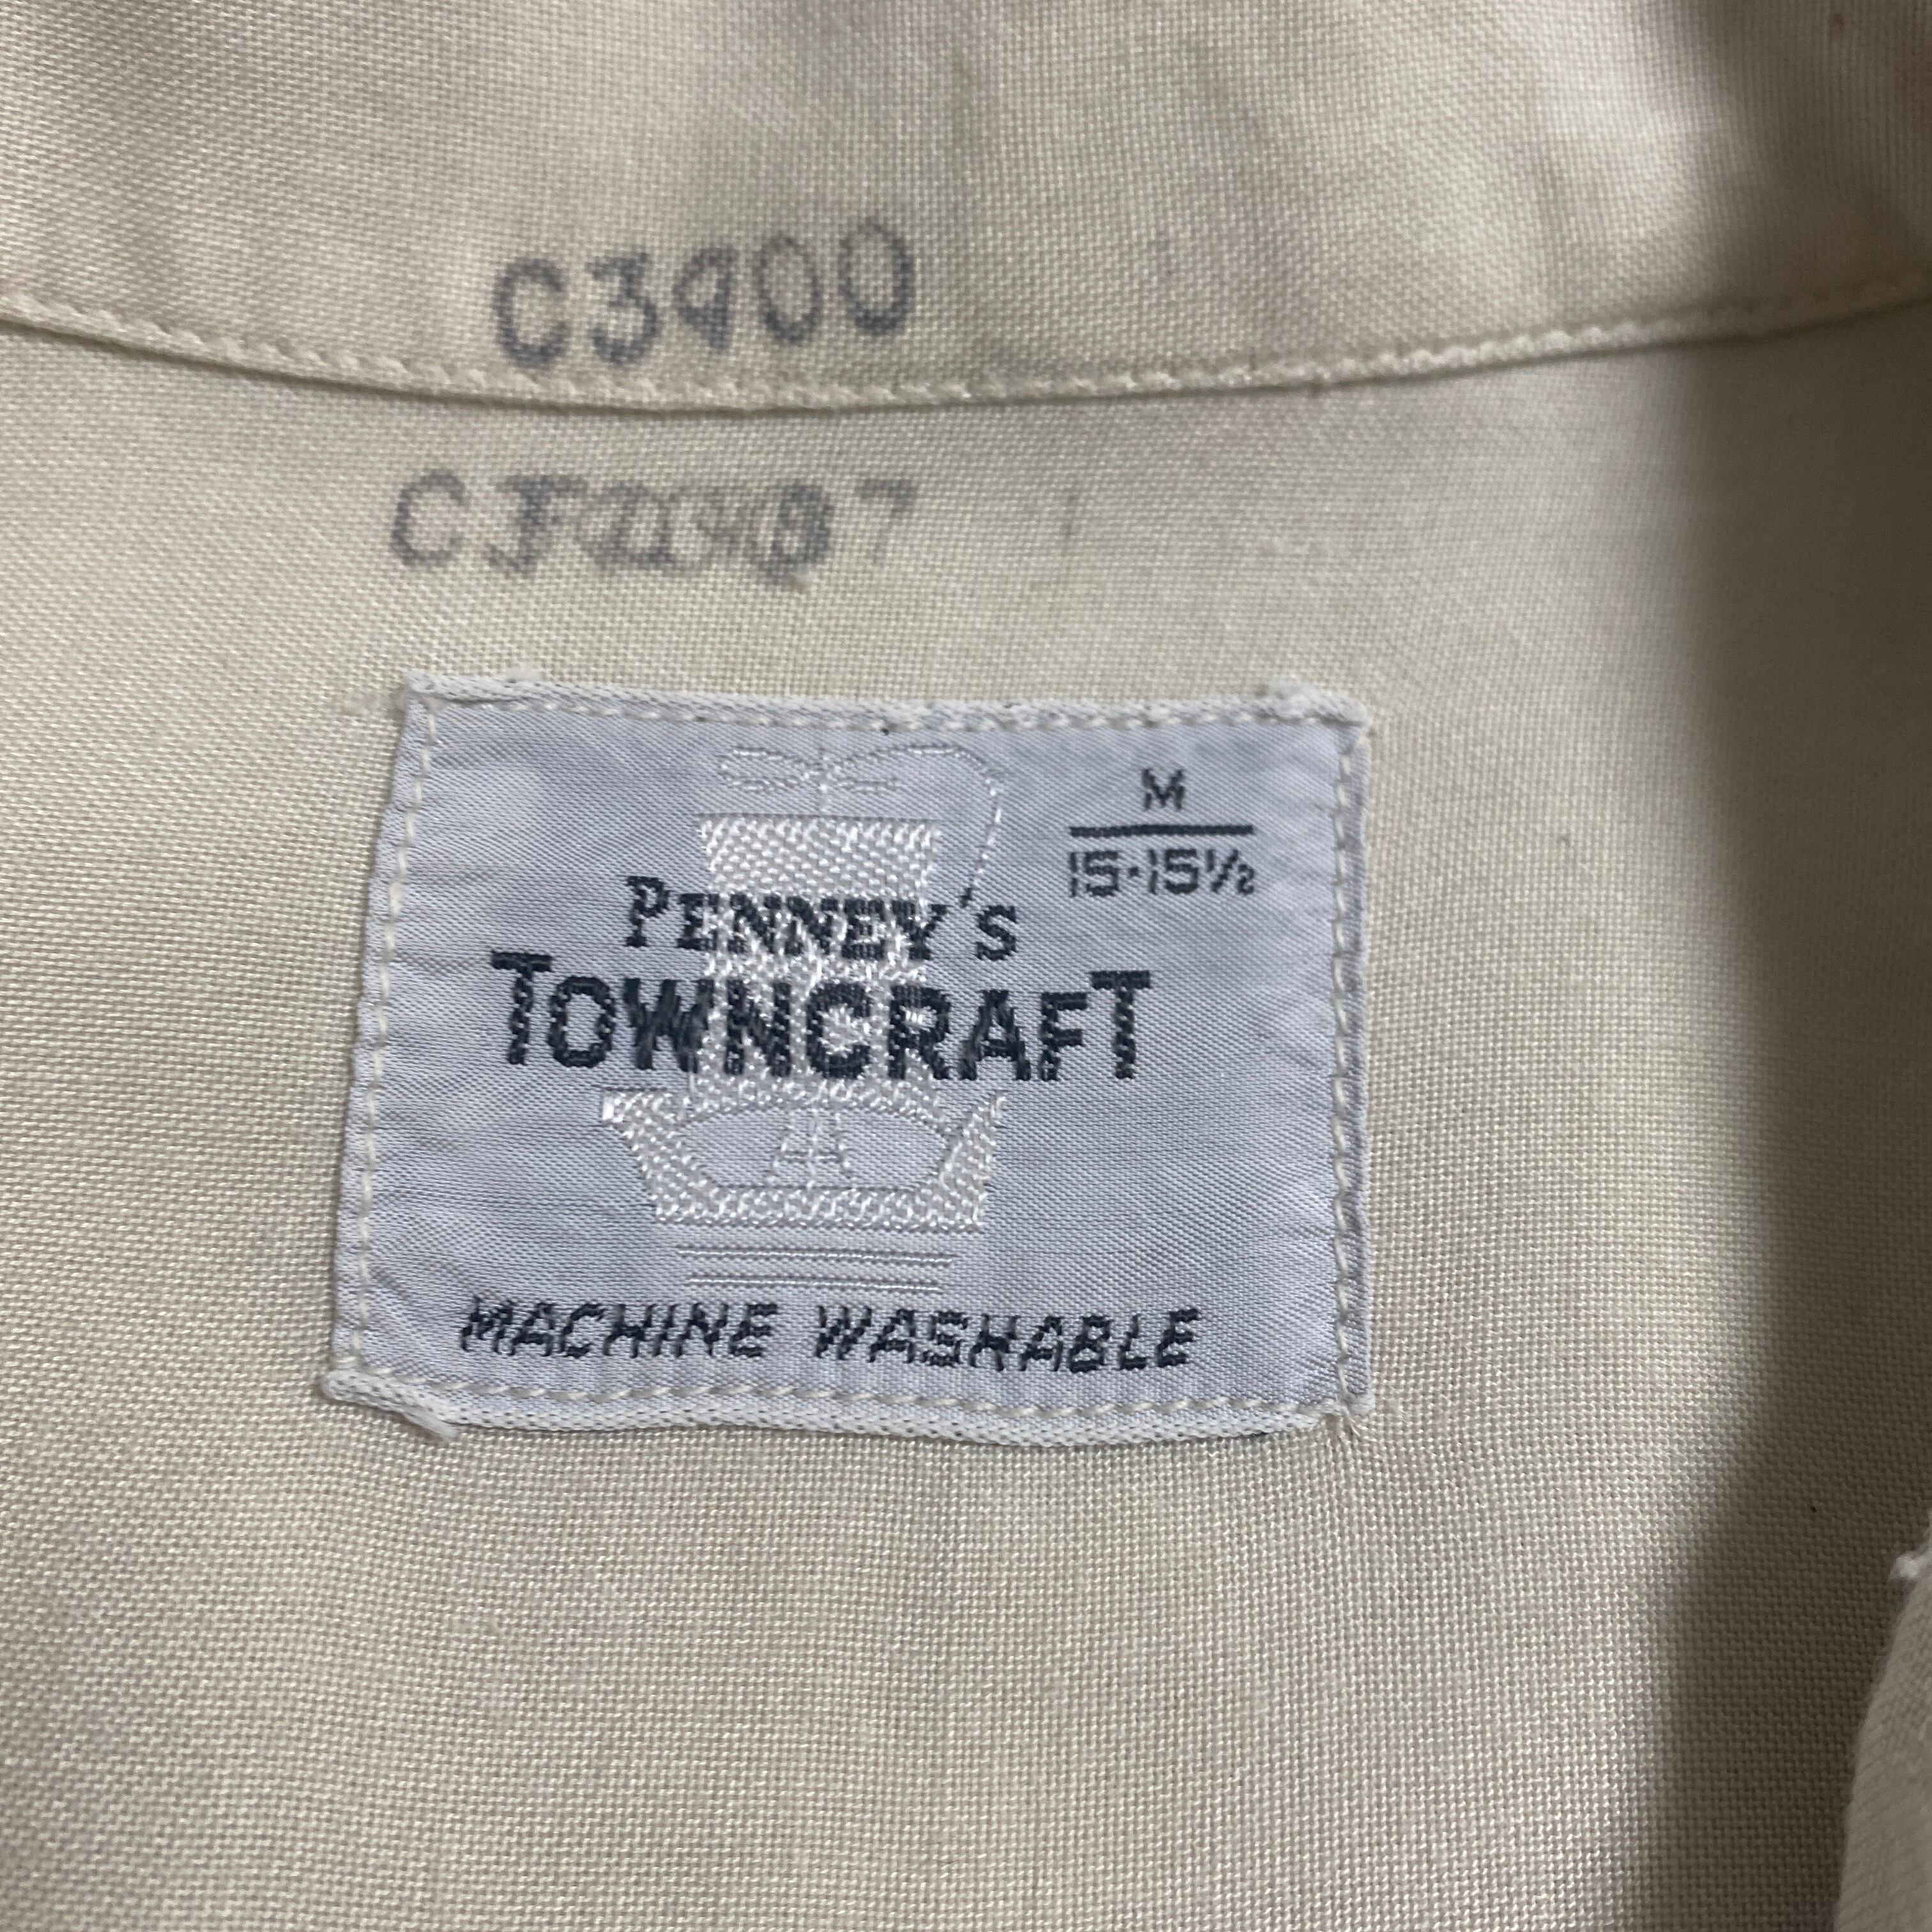 C3900
M
15-15½
PENNEY'S
TOWNCRAFT
MACHINE WASHABLE